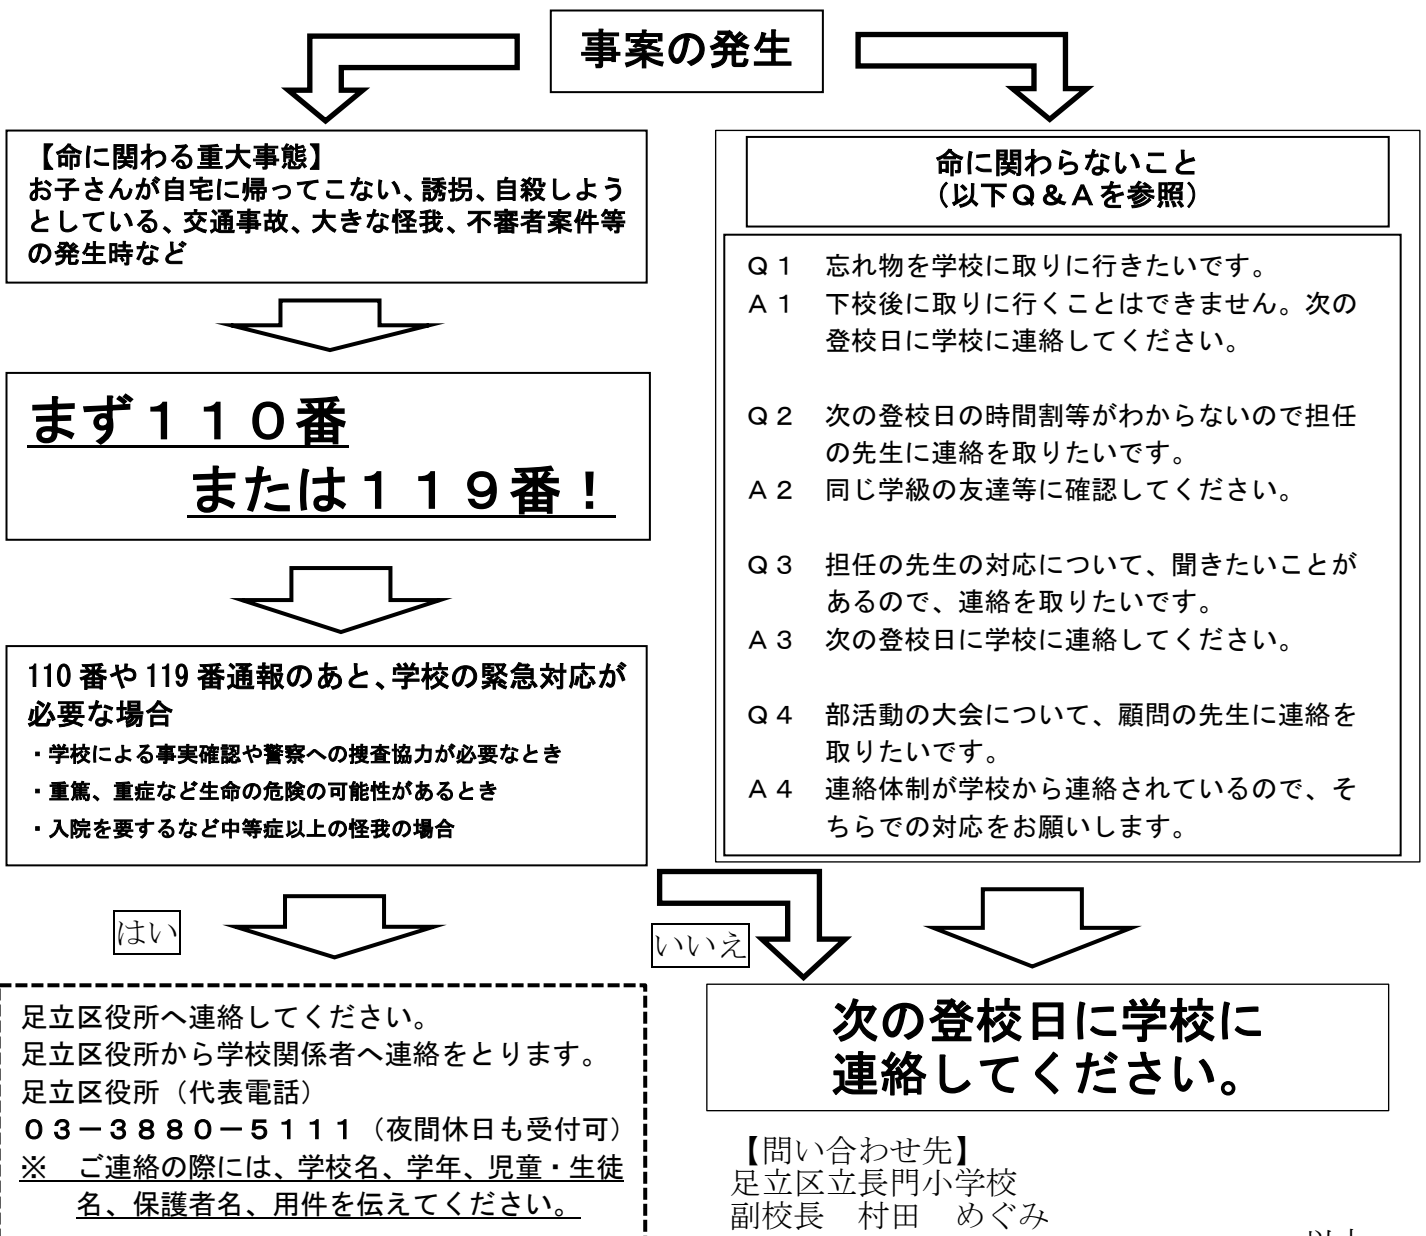 事案の発生
【命に関わる重大事態】
お子さんが自宅に帰ってこない、誘拐、自殺しよう
としている、交通事故、大きな怪我、不審者案件等
の発生時など
まず１１０番
または１１９番！
110番や119番通報のあと、学校の緊急対応が
必要な場合
・学校による事実確認や警察への捜査協力が必要なとき
・重篤、重症など生命の危険の可能性があるとき
・入院を要するなど中等症以上の怪我の場合
はい
いいえ
足立区役所へ連絡してください。
足立区役所から学校関係者へ連絡をとります。
足立区役所（代表電話）
０３－３８８０－５１１１（夜間休日も受付可）
※　ご連絡の際には、学校名、学年、児童・生徒
名、保護者名、用件を伝えてください。
命に関わらないこと
（以下Ｑ＆Ａを参照）
Ｑ１　忘れ物を学校に取りに行きたいです。
Ａ１　下校後に取りに行くことはできません。次の
登校日に学校に連絡してください。
Ｑ２　次の登校日の時間割等がわからないので担任
の先生に連絡を取りたいです。
Ａ２　同じ学級の友達等に確認してください。
Ｑ３　担任の先生の対応について、聞きたいことが
あるので、連絡を取りたいです。
Ａ３　次の登校日に学校に連絡してください。
Ｑ４　部活動の大会について、顧問の先生に連絡を
取りたいです。
Ａ４　連絡体制が学校から連絡されているので、そ
ちらでの対応をお願いします。
次の登校日に学校に
連絡してください。
【問い合わせ先】
足立区立長門小学校
副校長　村田　めぐみ